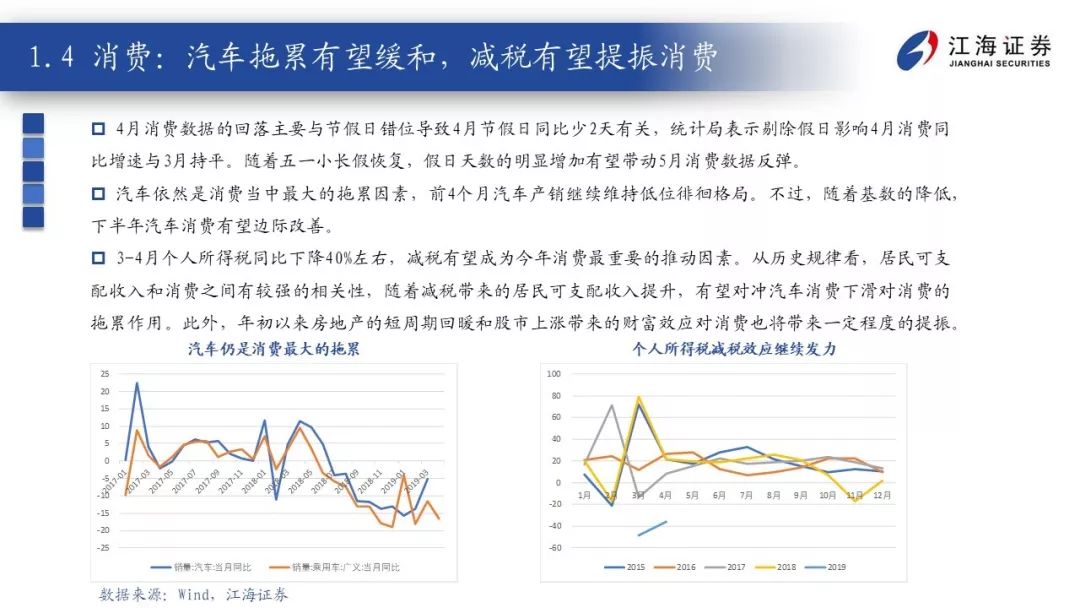 1.4 消费：汽车拖累有望缓和，减税有望提振消费
江海证券
JIANGHAI SECURITIES
4月消费数据的回落主要与节假日错位导致4月节假日同比少2天有关，统计局表示剔除假日影响4月消费同
比增速与3月持平。随着五一小长假恢复，假日天数的明显增加有望带动5月消费数据反弹。
汽车依然是消费当中最大的拖累因素，前4个月汽车产销继续维持低位徘徊格局。不过，随着基数的降低，
下半年汽车消费有望边际改善。
3-4月个人所得税同比下降40%左右，减税有望成为今年消费最重要的推动因素。从历史规律看，居民可支
配收入和消费之间有较强的相关性，随着减税带来的居民可支配收入提升，有望对冲汽车消费下滑对消费的
拖累作用。此外，年初以来房地产的短周期回暖和股市上涨带来的财富效应对消费也将带来一定程度的提振。
汽车仍是消费最大的拖累
25
20
15
10
5
0
-5
-10
-15
-20
-25
2017-01
2017-03
2017-05
2017-07
2017-09
2017-11
2018-01
2018-03
2018-05
2018-07
2018-09
2018-11
2019-01
2019-03
销量:汽车:当月同比
销量:乘用车:广义:当月同比
个人所得税减税效应继续发力
100
80
60
40
20
0
-20
-40
-60
1月 2月 3月 4月 5月 6月 7月 8月 9月 10月 11月 12月
2015 2016 2017 2018 2019
数据来源：Wind，江海证券